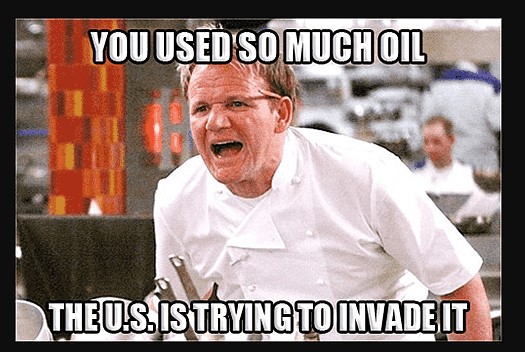 YOU USED SO MUCH OIL
THE U.S. IS TRYING TO INVADE IT